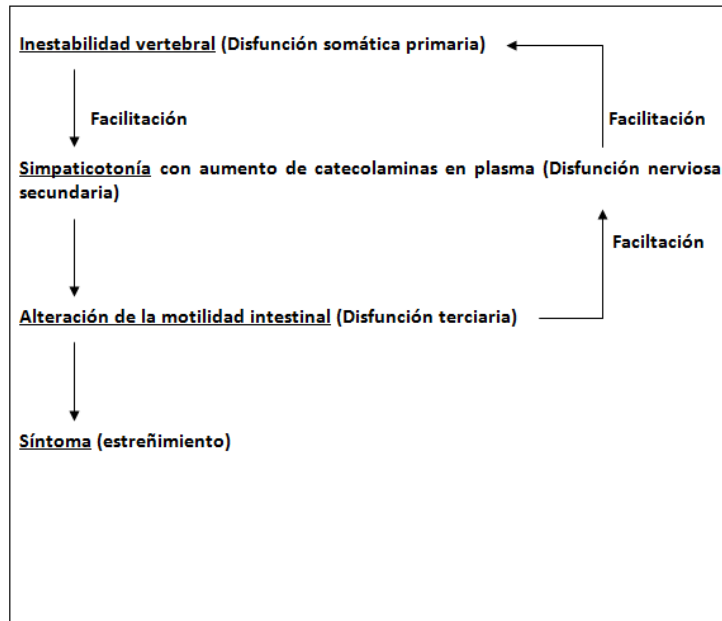 Inestabilidad vertebral (Disfunción somática primaria)
Facilitación
Facilitación
Simpaticotonía con aumento de catecolaminas en plasma (Disfunción nerviosa
secundaria)
Faciltación
Alteración de la motilidad intestinal (Disfunción terciaria)
Síntoma (estreñimiento)